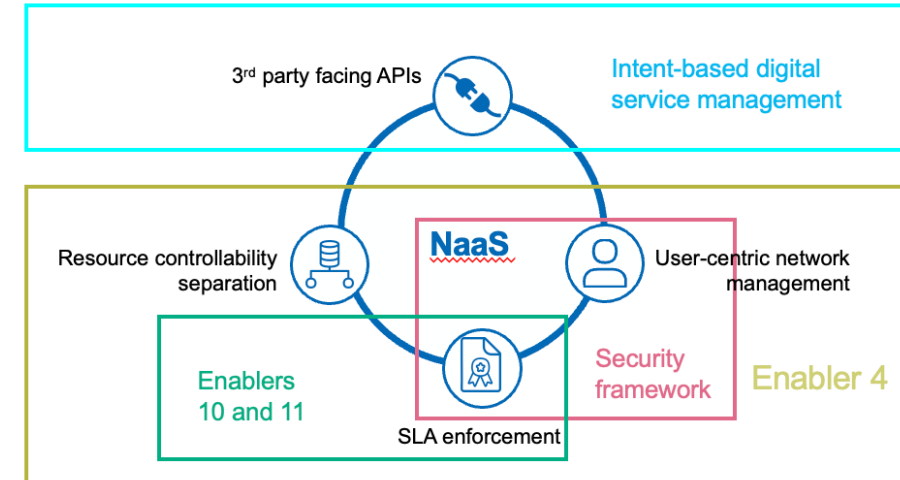 3rd party facing APIs
Intent-based digital
service management
NaaS
Resource controllability
separation
User-centric network
management
Enablers
10 and 11
Security
framework
Enabler 4
SLA enforcement